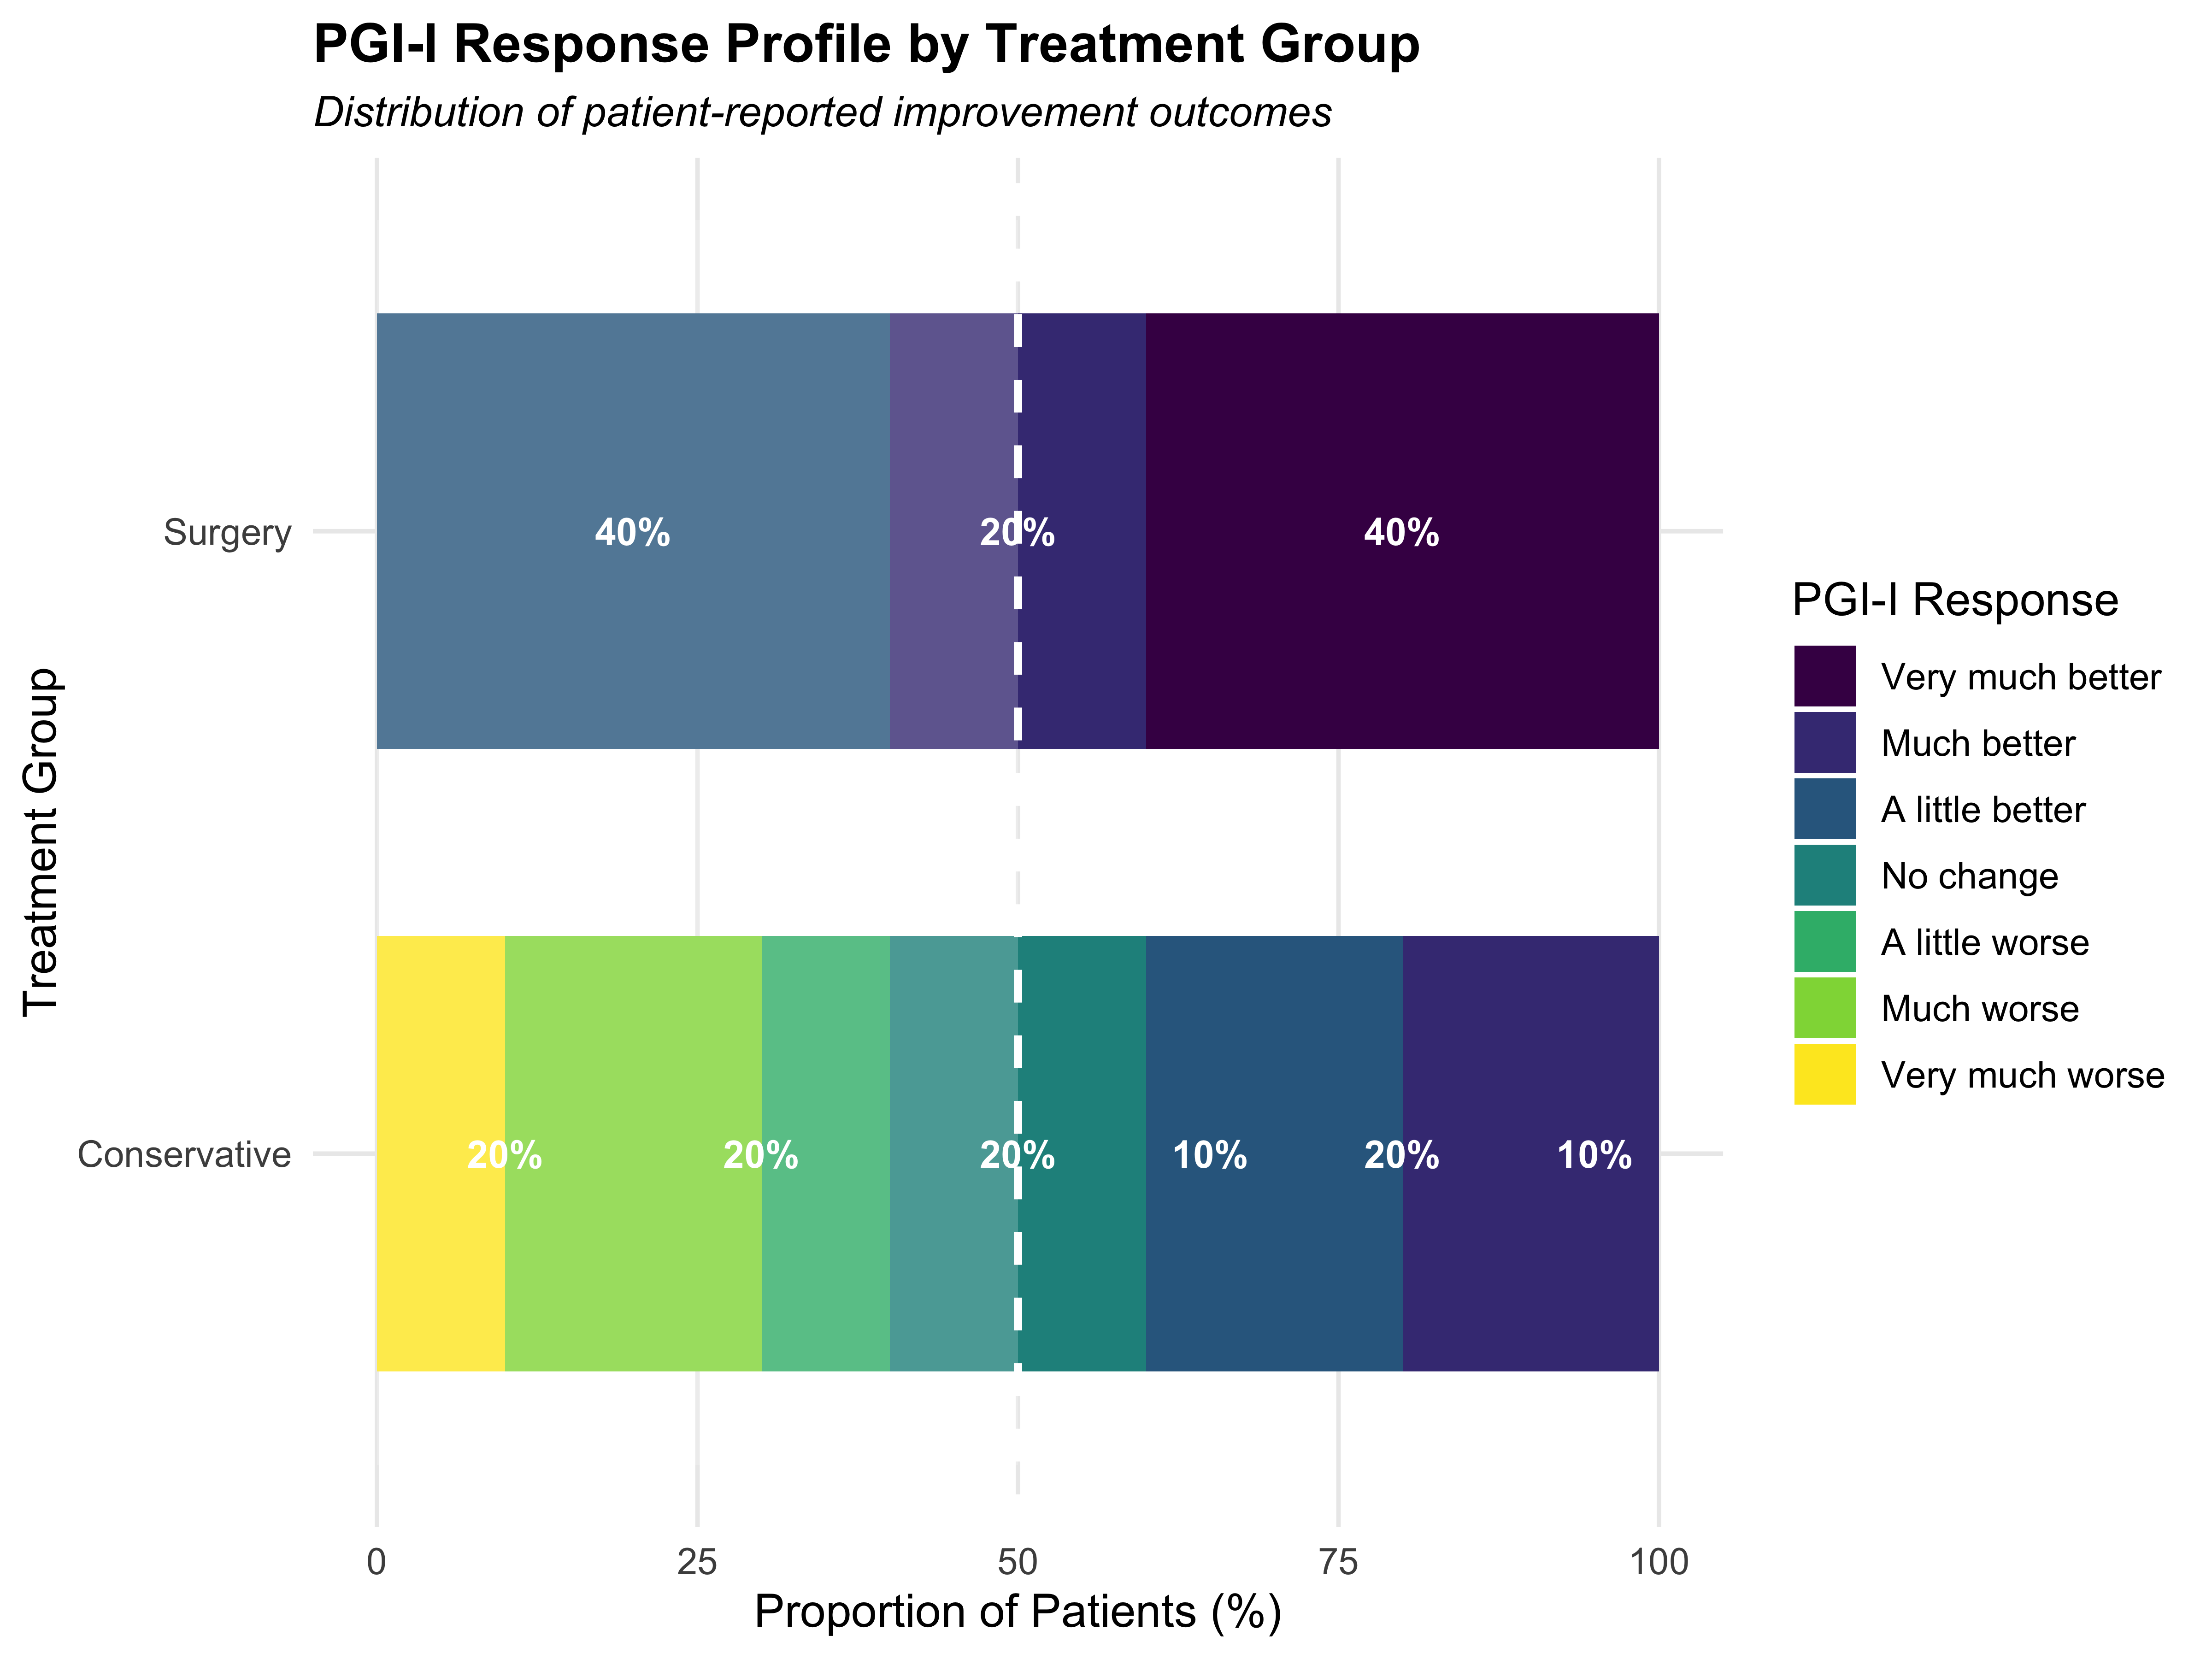 PGI-I Response Profile by Treatment Group
Distribution of patient-reported improvement outcomes
Treatment Group
Surgery
40%
20%
40%
Conservative
20%
20%
20%
10%
20%
10%
0
25
50
75
100
Proportion of Patients (%)
PGI-I Response
Very much better
Much better
A little better
No change
A little worse
Much worse
Very much worse